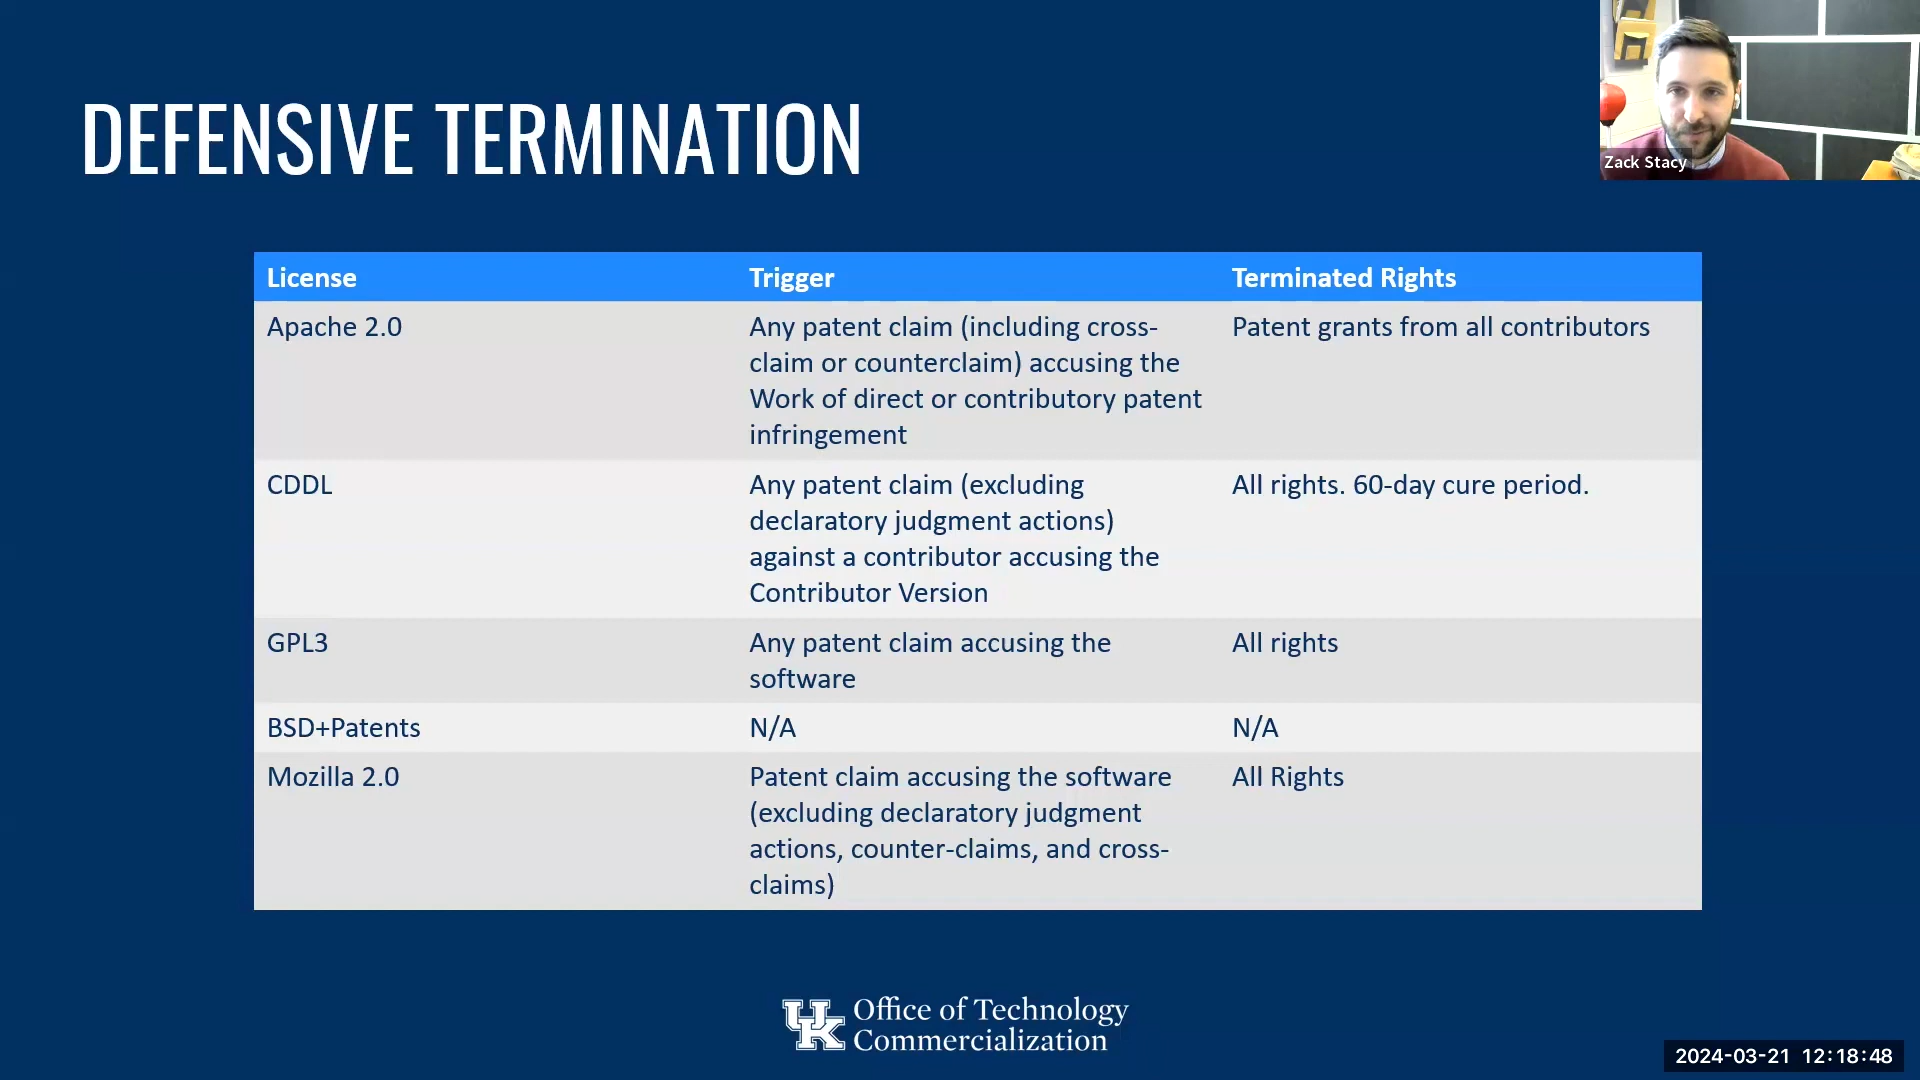 DEFENSIVE TERMINATION
Zack Stacy
License Trigger Terminated Rights
Apache 2.0 Any patent claim (including cross- Patent grants from all contributors
claim or counterclaim) accusing the
Work of direct or contributory patent
infringement
CDDL Any patent claim (excluding All rights. 60-day cure period.
declaratory judgment actions)
against a contributor accusing the
Contributor Version
GPL3 Any patent claim accusing the All rights
software
BSD+Patents N/A N/A
Mozilla 2.0 Patent claim accusing the software All Rights
(excluding declaratory judgment
actions, counter-claims, and cross-
claims)
UK Office of Technology
Commercialization
2024-03-21 12:18:48